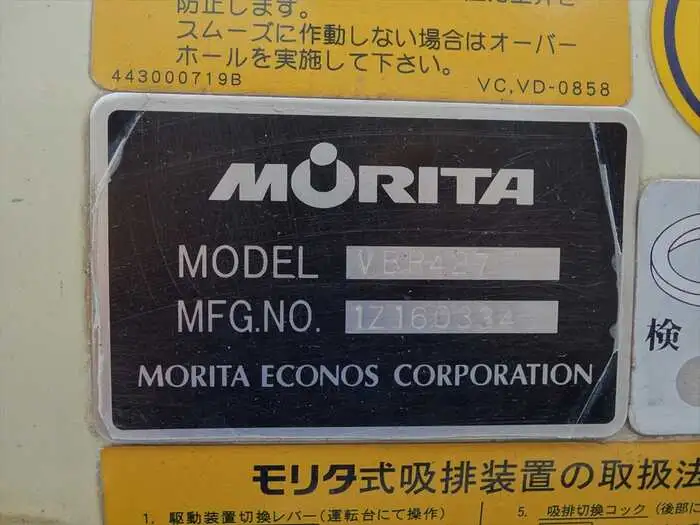 防止します。
スムーズに作動しない場合はオーバー
ホールを実施して下さい。
443000719B
VC,VD-0858
MORITA
MODEL
MFG.NO. 1Z160334
MORITA ECONOS CORPORATION
検
モリタ式吸排装置の取扱法
1. 駆動装置切換レバー(運転台にて操作)
5. 吸排切換コック(後部に